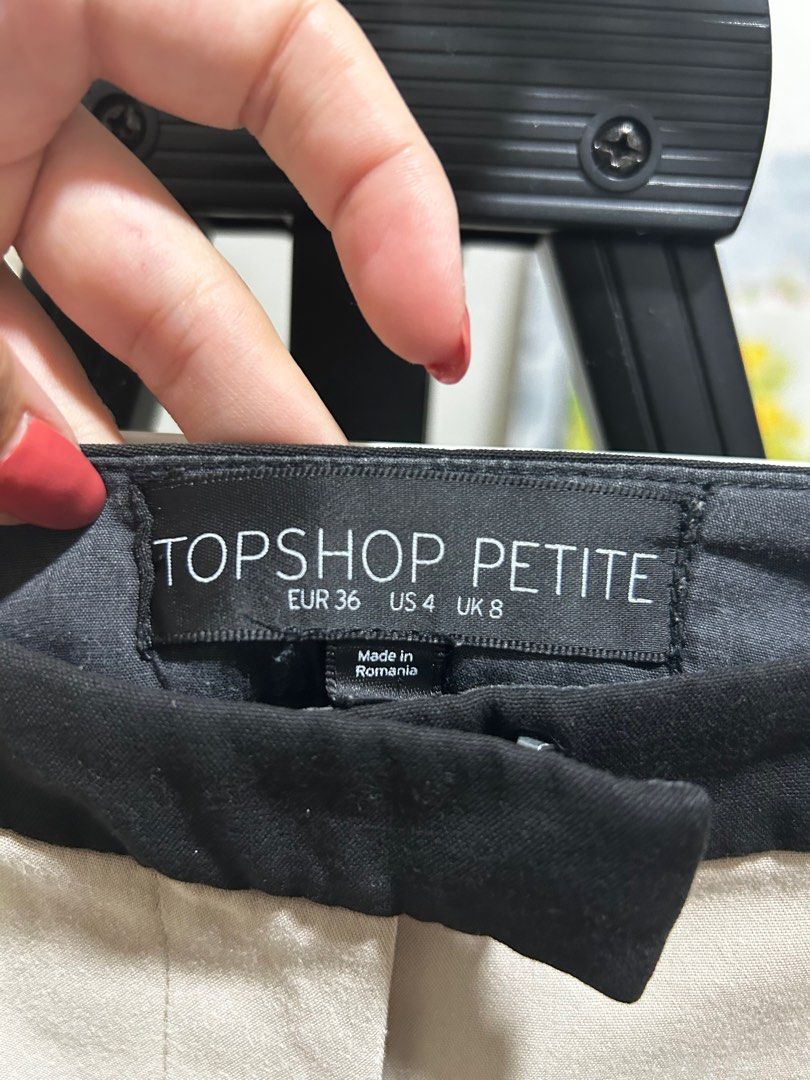 TOPSHOP PETITE
EUR 36 US 4 UK 8
Made in
Romania